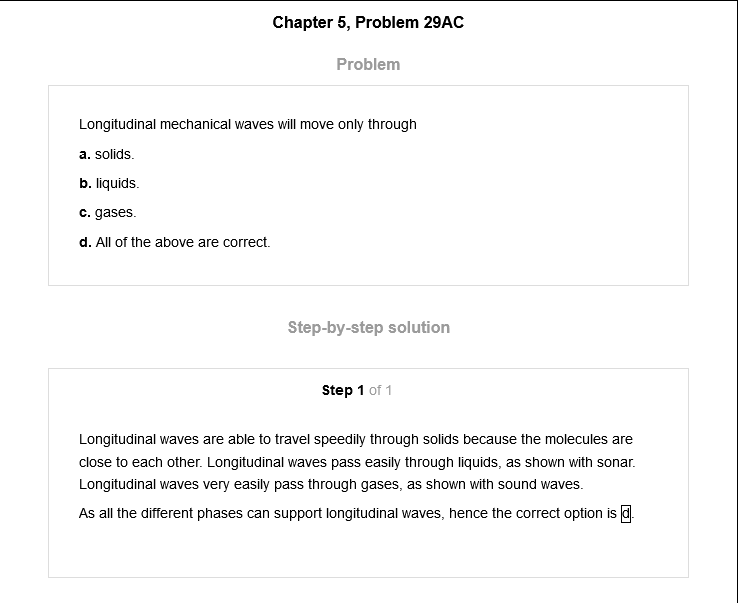 Chapter 5, Problem 29AC
Problem
Longitudinal mechanical waves will move only through
a. solids.
b. liquids.
c. gases.
d. All of the above are correct.
Step-by-step solution
Step 1 of 1
Longitudinal waves are able to travel speedily through solids because the molecules are
close to each other. Longitudinal waves pass easily through liquids, as shown with sonar.
Longitudinal waves very easily pass through gases, as shown with sound waves.
As all the different phases can support longitudinal waves, hence the correct option is d.